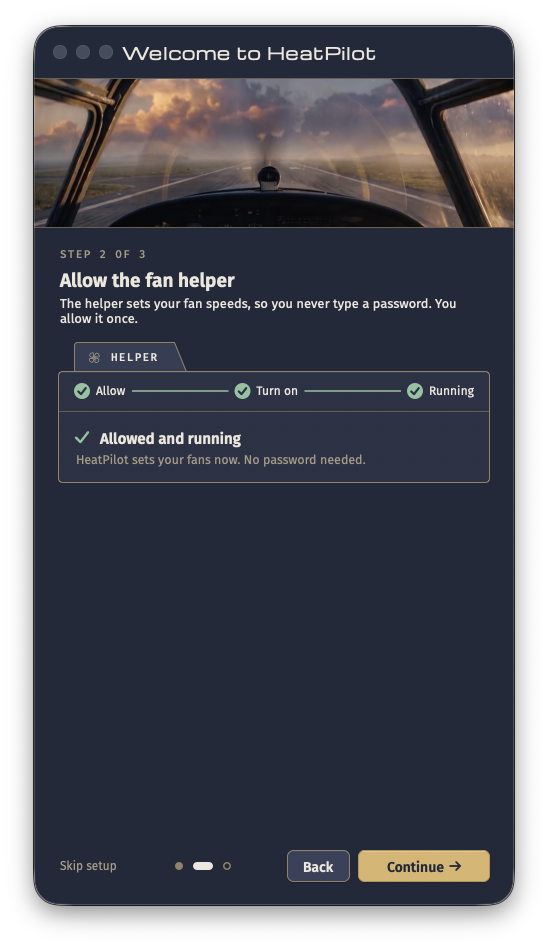 Welcome to HeatPilot
STEP 2 OF 3
Allow the fan helper
The helper sets your fan speeds, so you never type a password. You
allow it once.
HELPER
Allow
Turn on
Running
Allowed and running
HeatPilot sets your fans now. No password needed.
Skip setup
Back
Continue →